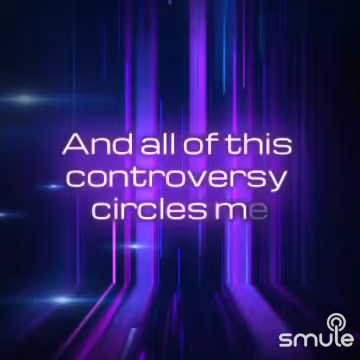 And all of this
controversy
circles me
smule